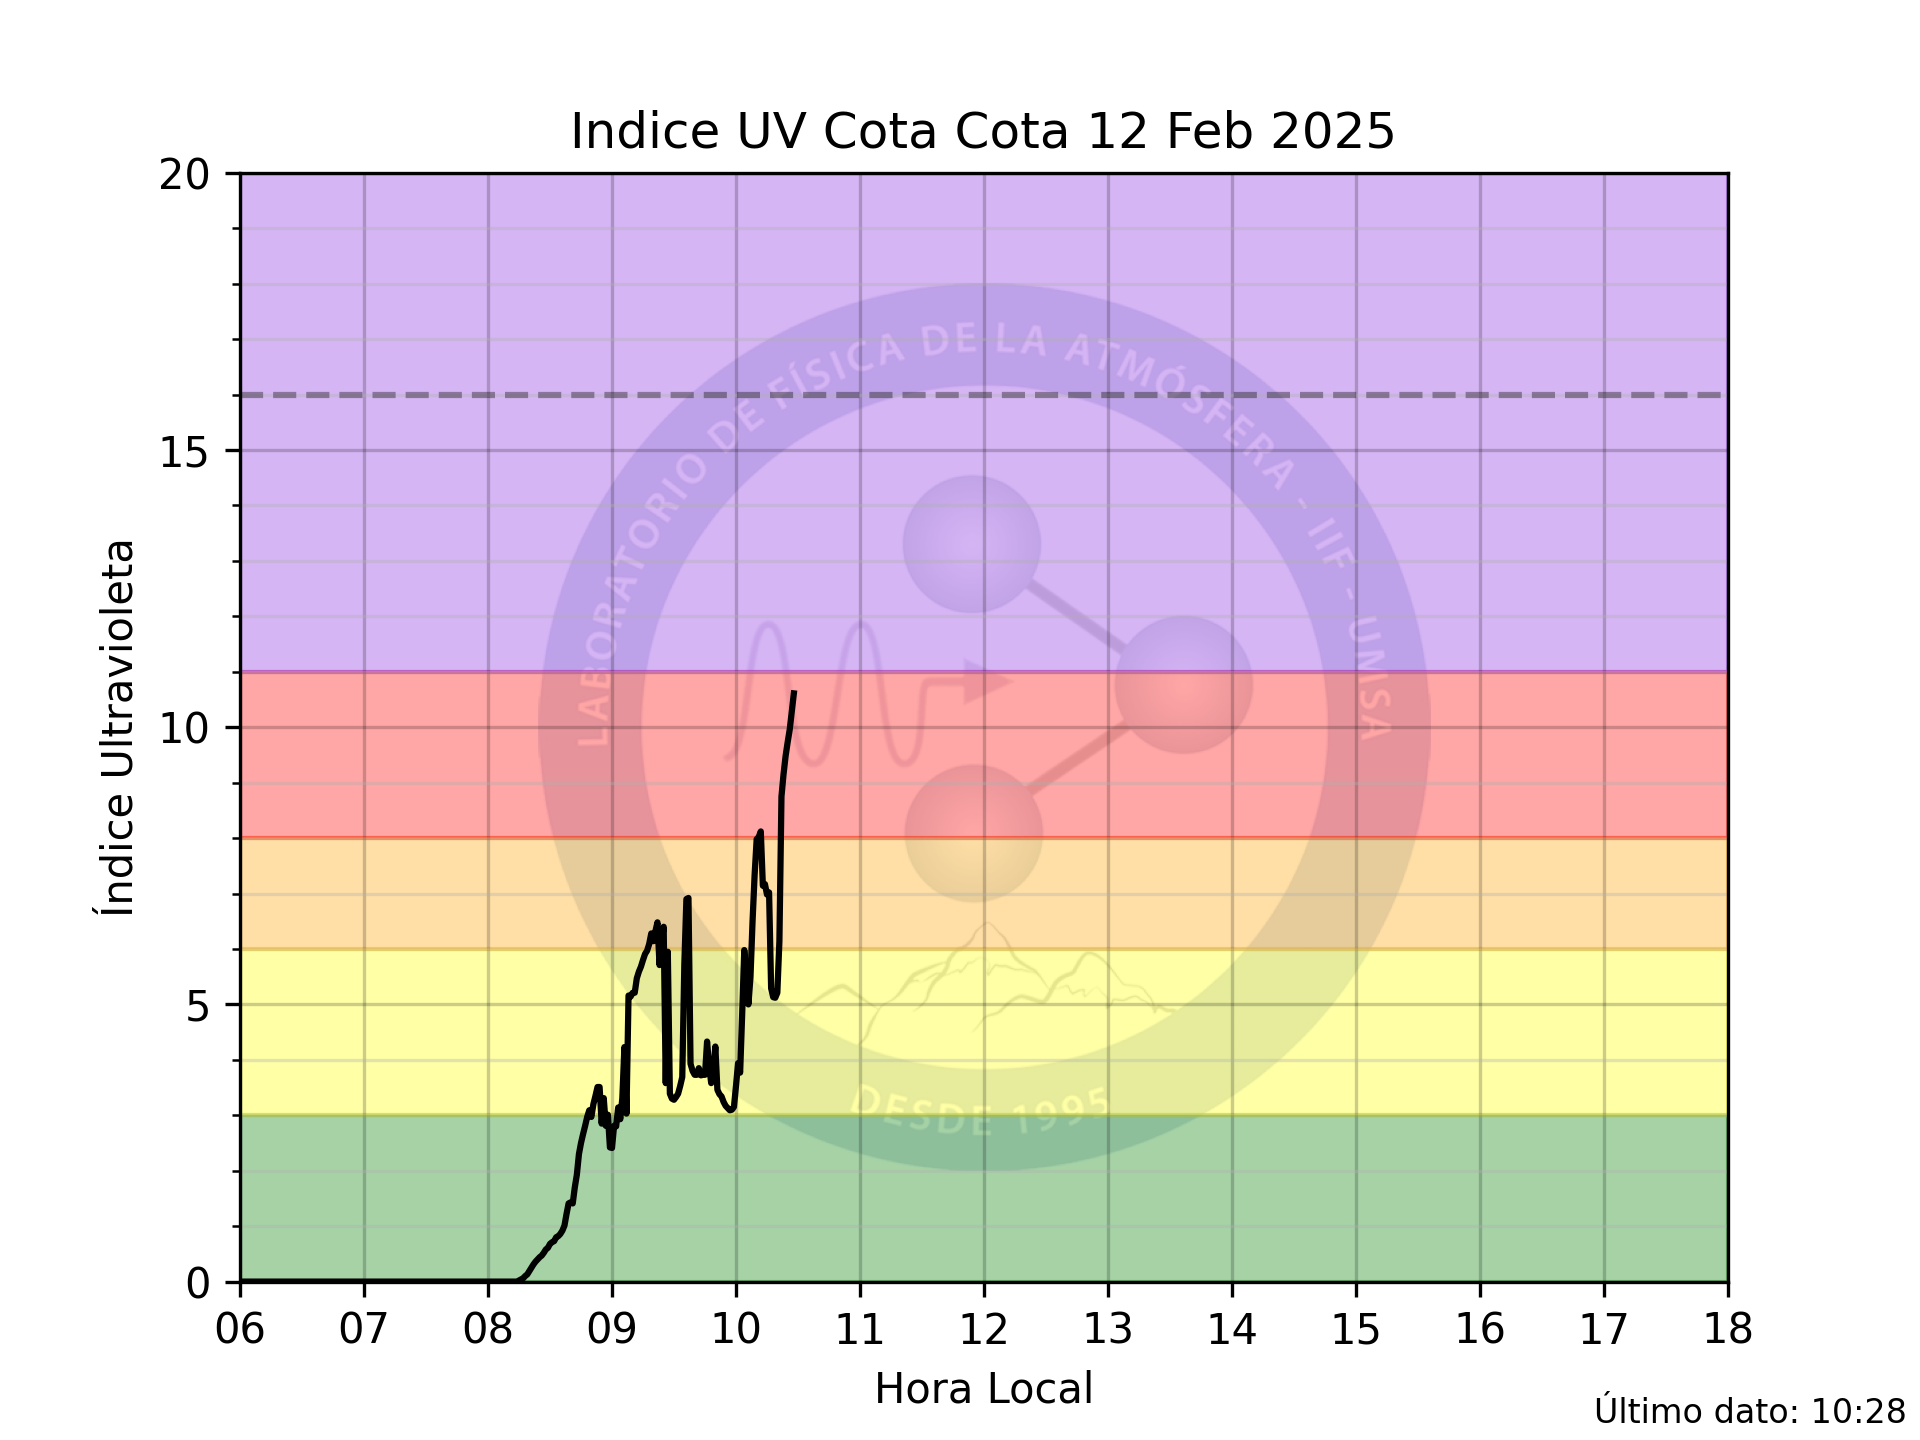 Indice UV Cota Cota 12 Feb 2025
20
15
10
5
0
Índice Ultravioleta
LABORATORIO DE FÍSICA DE LA ATMÓSFERA - IIF - UMSA
DESDE 1995
06 07 08 09 10 11 12 13 14 15 16 17 18
Hora Local
Último dato: 10:28